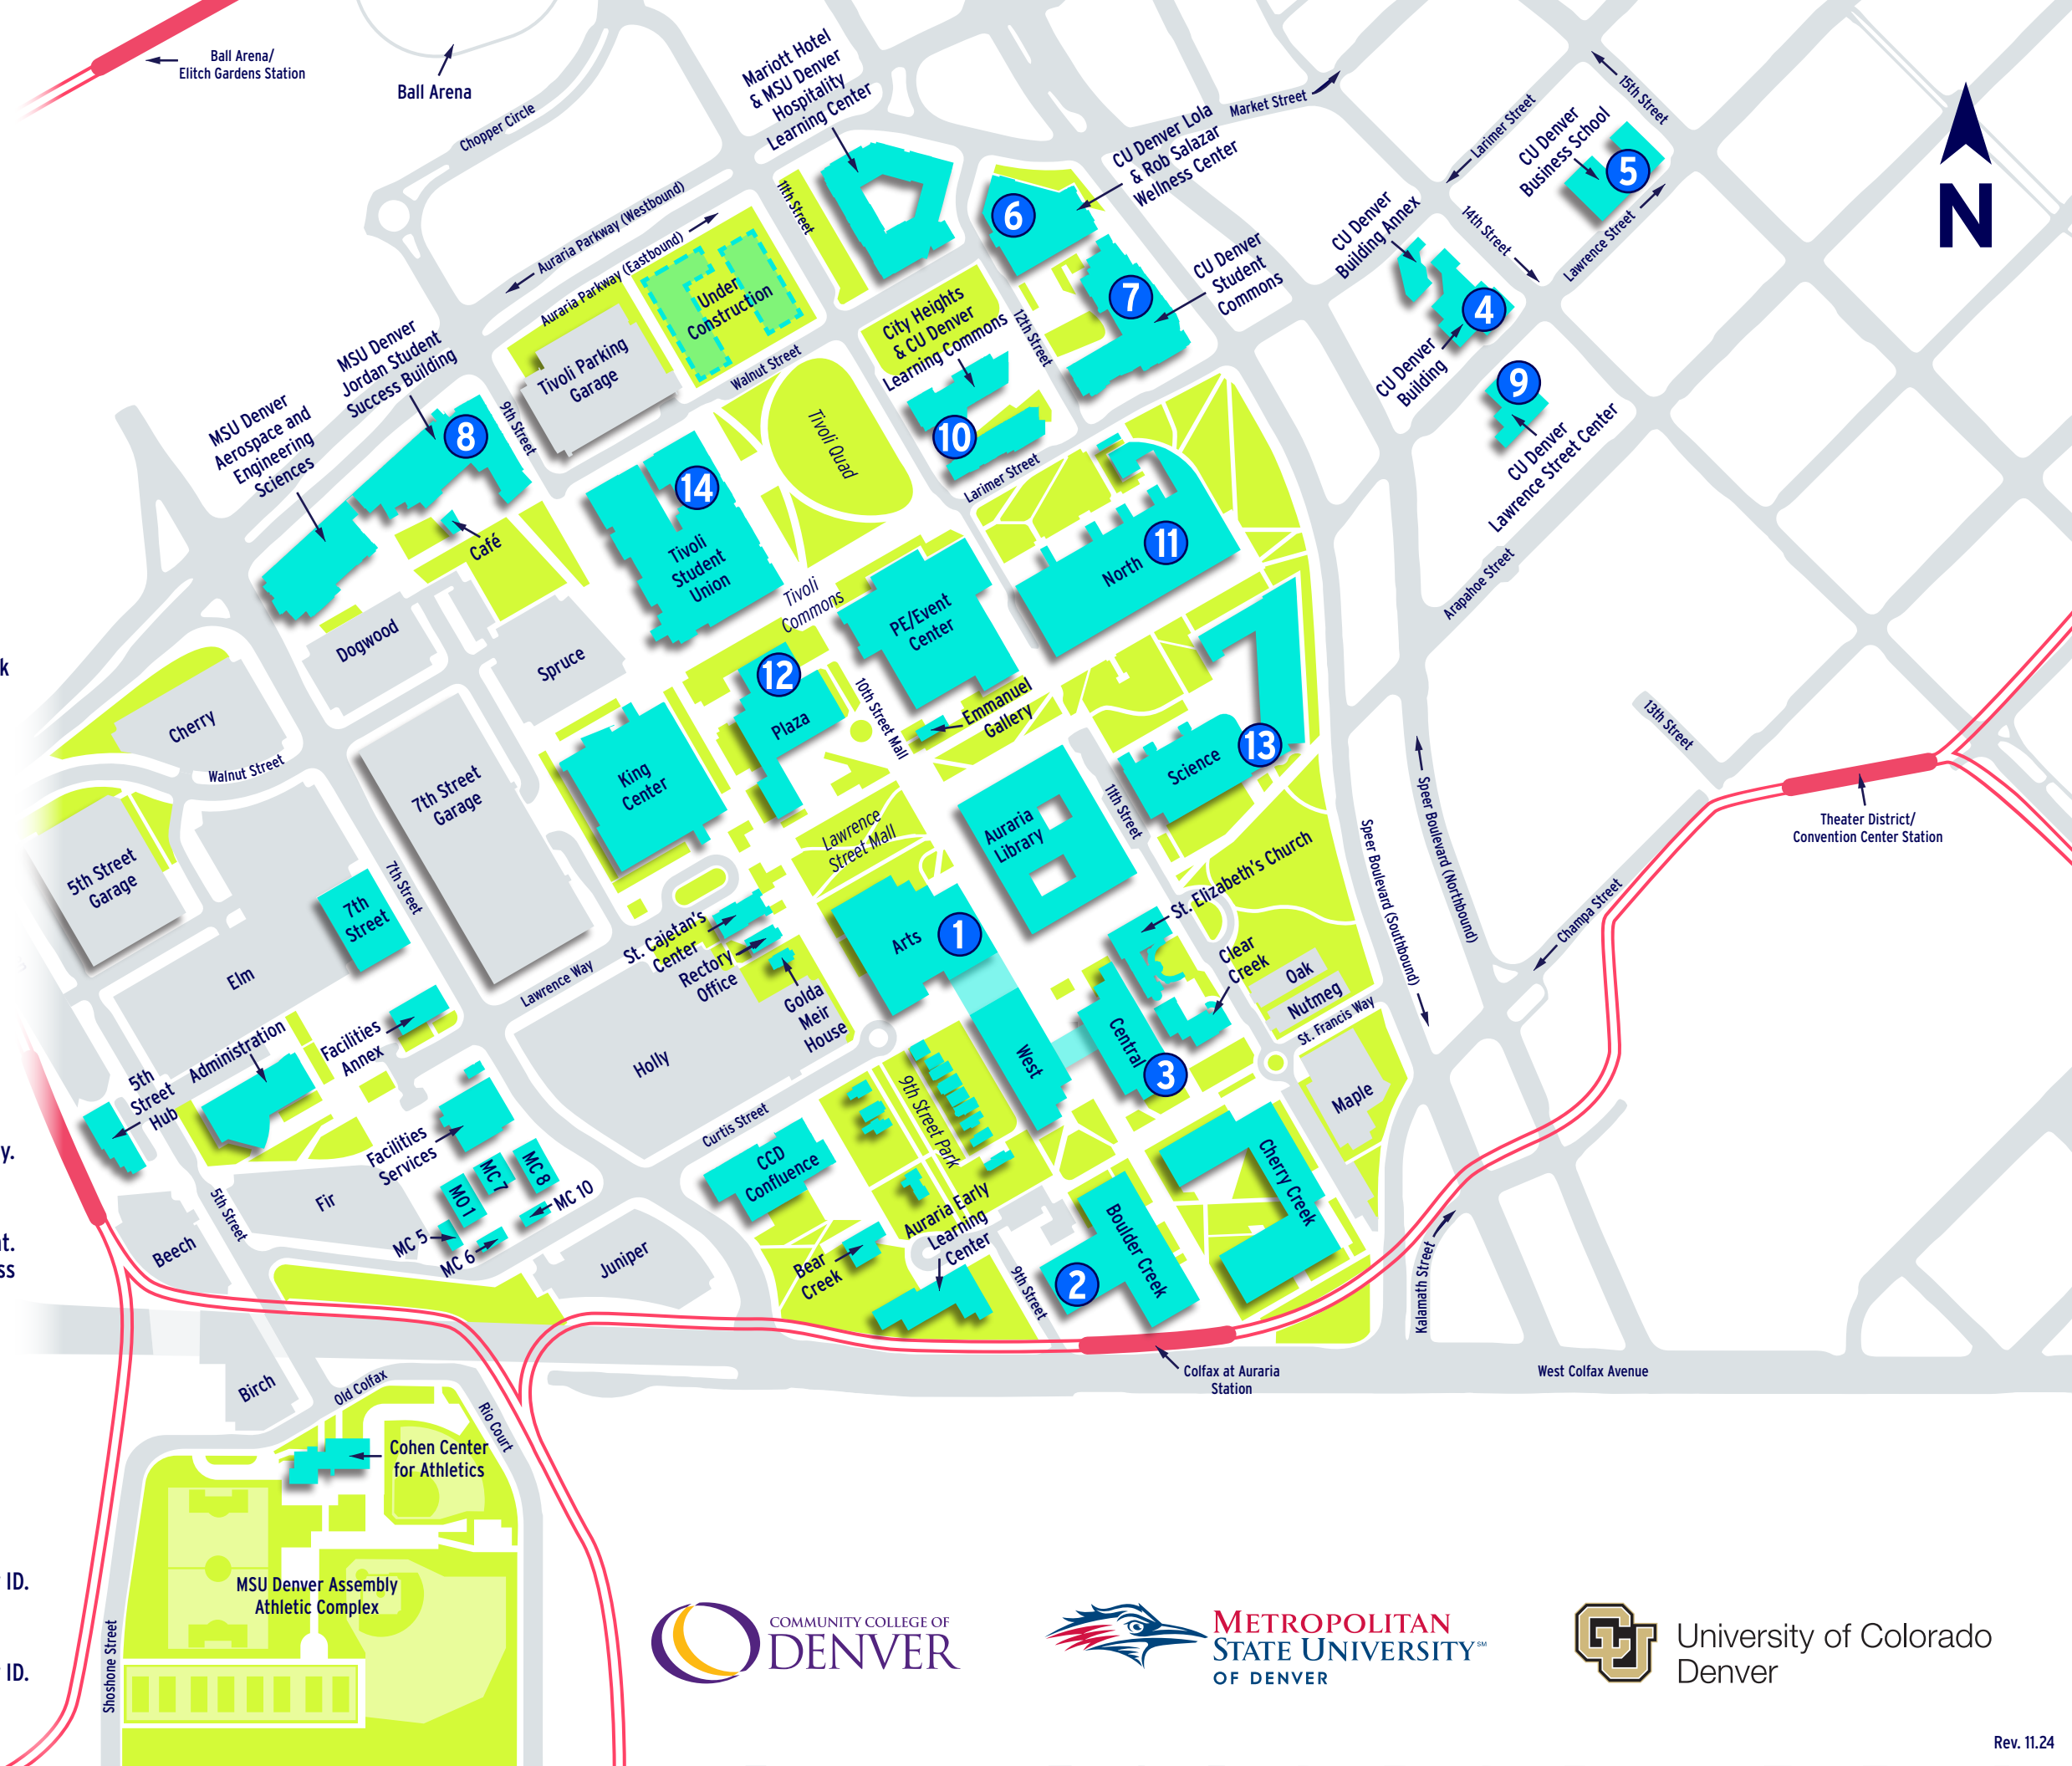 Ball Arena/
Elitch Gardens Station
Ball Arena
Chopper Circle
Mariott Hotel
& MSU Denver
Hospitality
Learning Center
Market Street
CU Denver Lola
& Rob Salazar
Wellness Center
Larimer Street
15th Street
CU Denver
Business School
5
N
11th Street
6
Auraria Parkway (Westbound)
Auraria Parkway (Eastbound)
CU Denver
Building Annex
14th Street
Lawrence Street
CU Denver
Student
Commons
7
Under
Construction
City Heights
& CU Denver
Learning Commons
12th Street
4
CU Denver
Building
MSU Denver
Jordan Student
Success Building
Tivoli Parking
Garage
Walnut Street
9
CU Denver
Lawrence Street Center
MSU Denver
Aerospace and
Engineering
Sciences
8
9th Street
Tivoli Quad
10
Larimer Street
14
Café
Tivoli
Student
Union
11
North
Arapahoe Street
Tivoli
Commons
PE/Event
Center
Dogwood
Spruce
k
12
Plaza
10th Street Mall
Emmanuel
Gallery
Cherry
Walnut Street
13
Science
13th Street
7th Street
Garage
King
Center
11th Street
Speer Boulevard (Northbound)
Speer Boulevard (Southbound)
Theater District/
Convention Center Station
Lawrence
Street Mall
Auraria
Library
5th Street
Garage
7th Street
7th
Street
St. Elizabeth's Church
Champa Street
St. Cajetan's
Center
Rectory
Office
Arts
1
Clear
Creek
Oak
Nutmeg
Elm
Lawrence Way
Golda
Meir
House
St. Francis Way
Administration
Facilities
Annex
Holly
West
Central
3
5th
Street
Hub
Maple
Curtis Street
9th Street Park
Facilities
Services
CCD
Confluence
Cherry Creek
y.
MC 8
MC 7
MO1
MC 10
Fir
5th Street
MC 5
MC 6
Auraria Early
Learning
Center
Boulder Creek
t.
ss
Beech
Juniper
Bear
Creek
9th Street
2
Kalamath Street
Colfax at Auraria
Station
West Colfax Avenue
Birch
Old Colfax
Rio Court
Cohen Center
for Athletics
ID.
MSU Denver Assembly
Athletic Complex
Shoshone Street
ID.
COMMUNITY COLLEGE OF
DENVER
METROPOLITAN
STATE UNIVERSITY℠
OF DENVER
CU
University of Colorado
Denver
Rev. 11.24